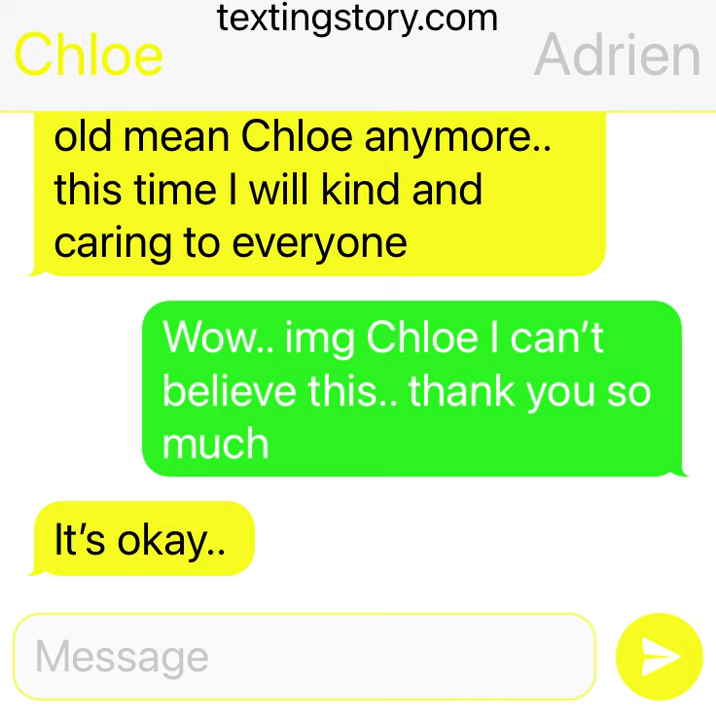 textingstory.com
Chloe
Adrien
old mean Chloe anymore..
this time I will kind and
caring to everyone
Wow.. img Chloe I can’t
believe this.. thank you so
much
It’s okay..
Message